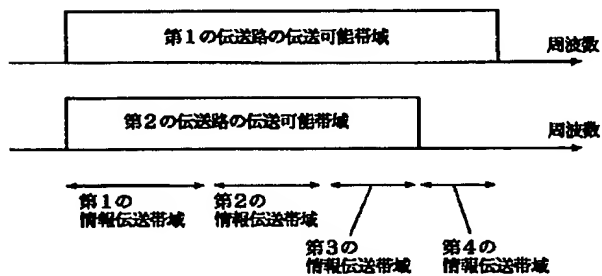 第1の伝送路の伝送可能帯域
周波数
第2の伝送路の伝送可能帯域
周波数
第1の
情報伝送帯域
第2の
情報伝送帯域
第3の
情報伝送帯域
第4の
情報伝送帯域